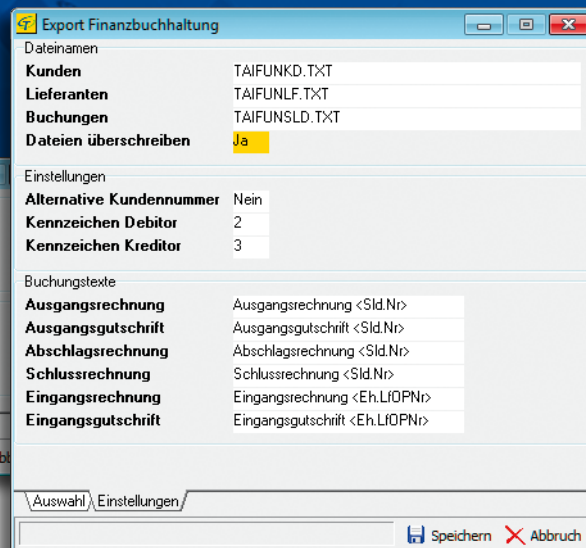 Export Finanzbuchhaltung
Dateinamen
Kunden TAIFUNKD.TXT
Lieferanten TAIFUNLF.TXT
Buchungen TAIFUNSLD.TXT
Dateien überschreiben Ja
Einstellungen
Alternative Kundennummer Nein
Kennzeichen Debitor 2
Kennzeichen Kreditor 3
Buchungstexte
Ausgangsrechnung Ausgangsrechnung <Sld.Nr>
Ausgangsgutschrift Ausgangsgutschrift <Sld.Nr>
Abschlagsrechnung Abschlagsrechnung <Sld.Nr>
Schlussrechnung Schlussrechnung <Sld.Nr>
Eingangsrechnung Eingangsrechnung <Eh.LfOPNr>
Eingangsgutschrift Eingangsgutschrift <Eh.LfOPNr>
Auswahl Einstellungen
Speichern Abbruch